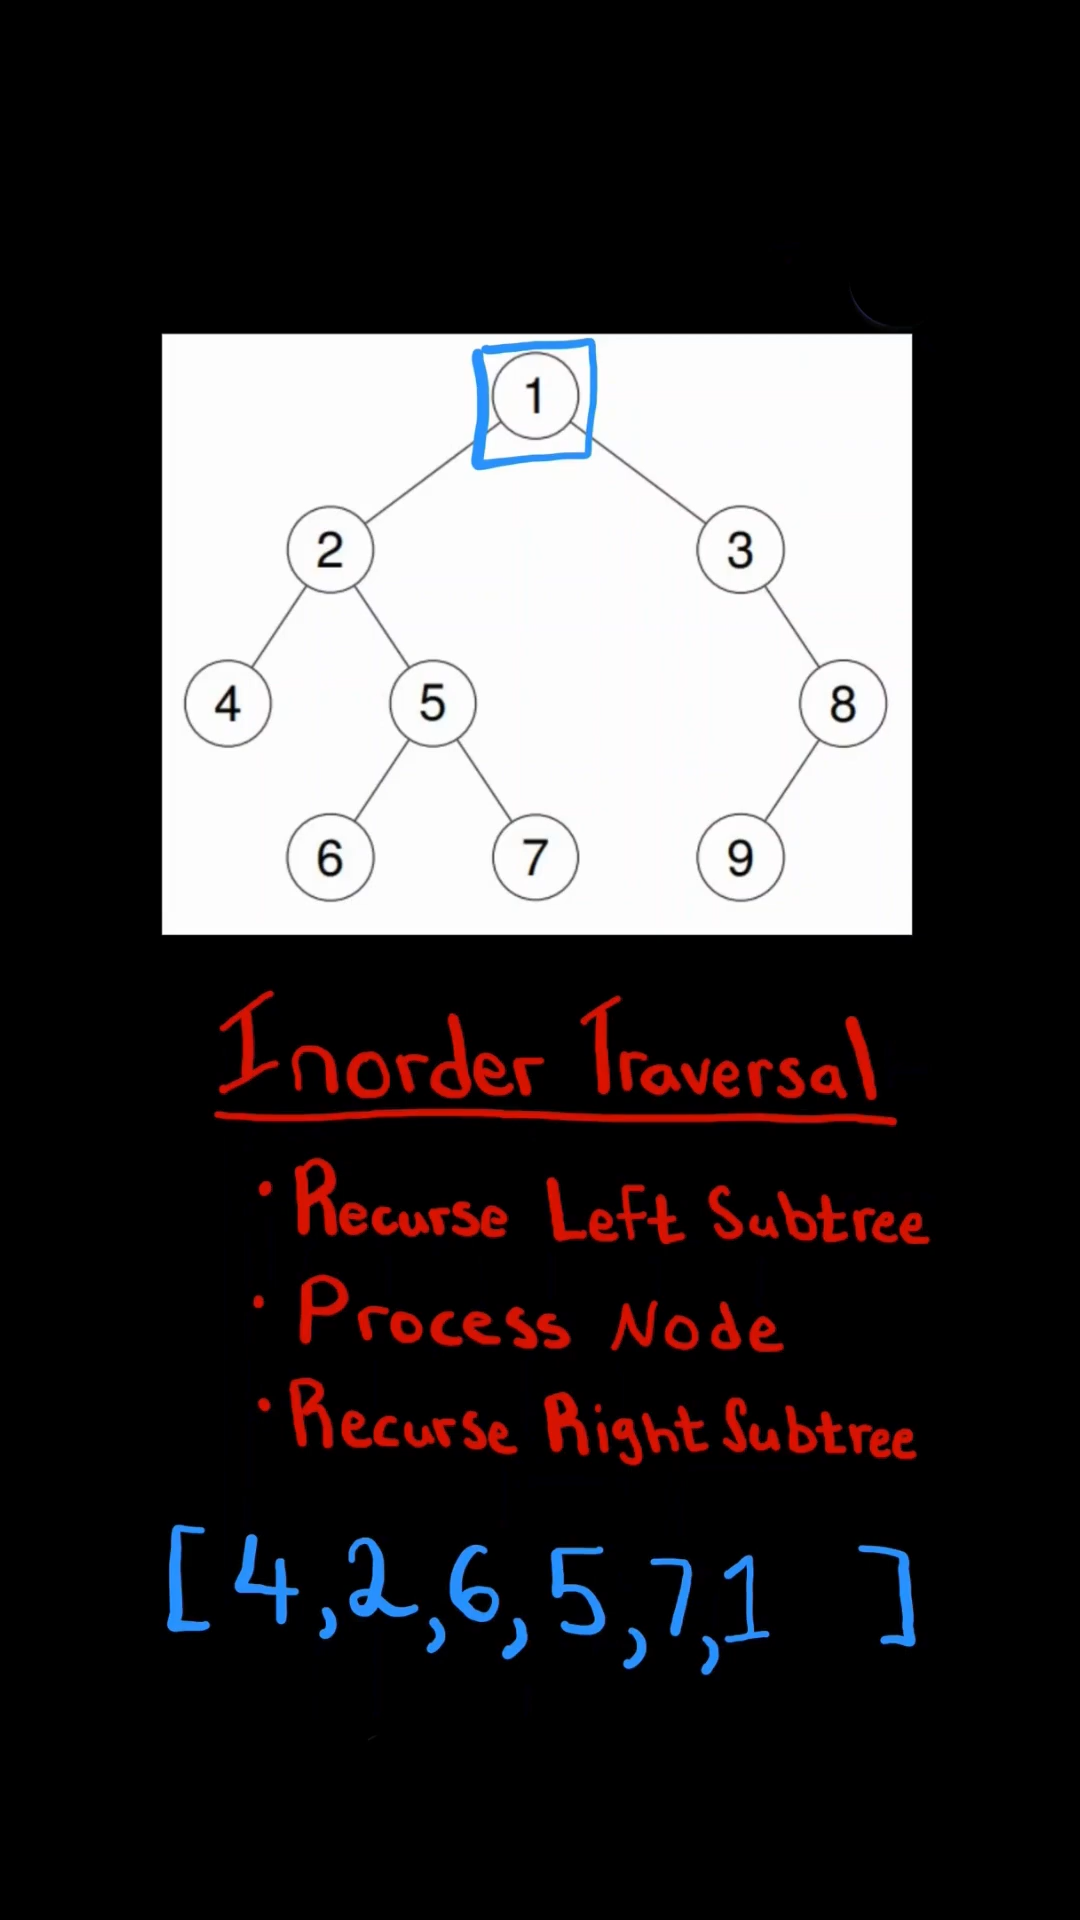 1
2 3
4 5 8
6 7 9
Inorder Traversal
• Recurse Left Subtree
• Process Node
• Recurse Right Subtree
[ 4,2,6,5,7,1 ]